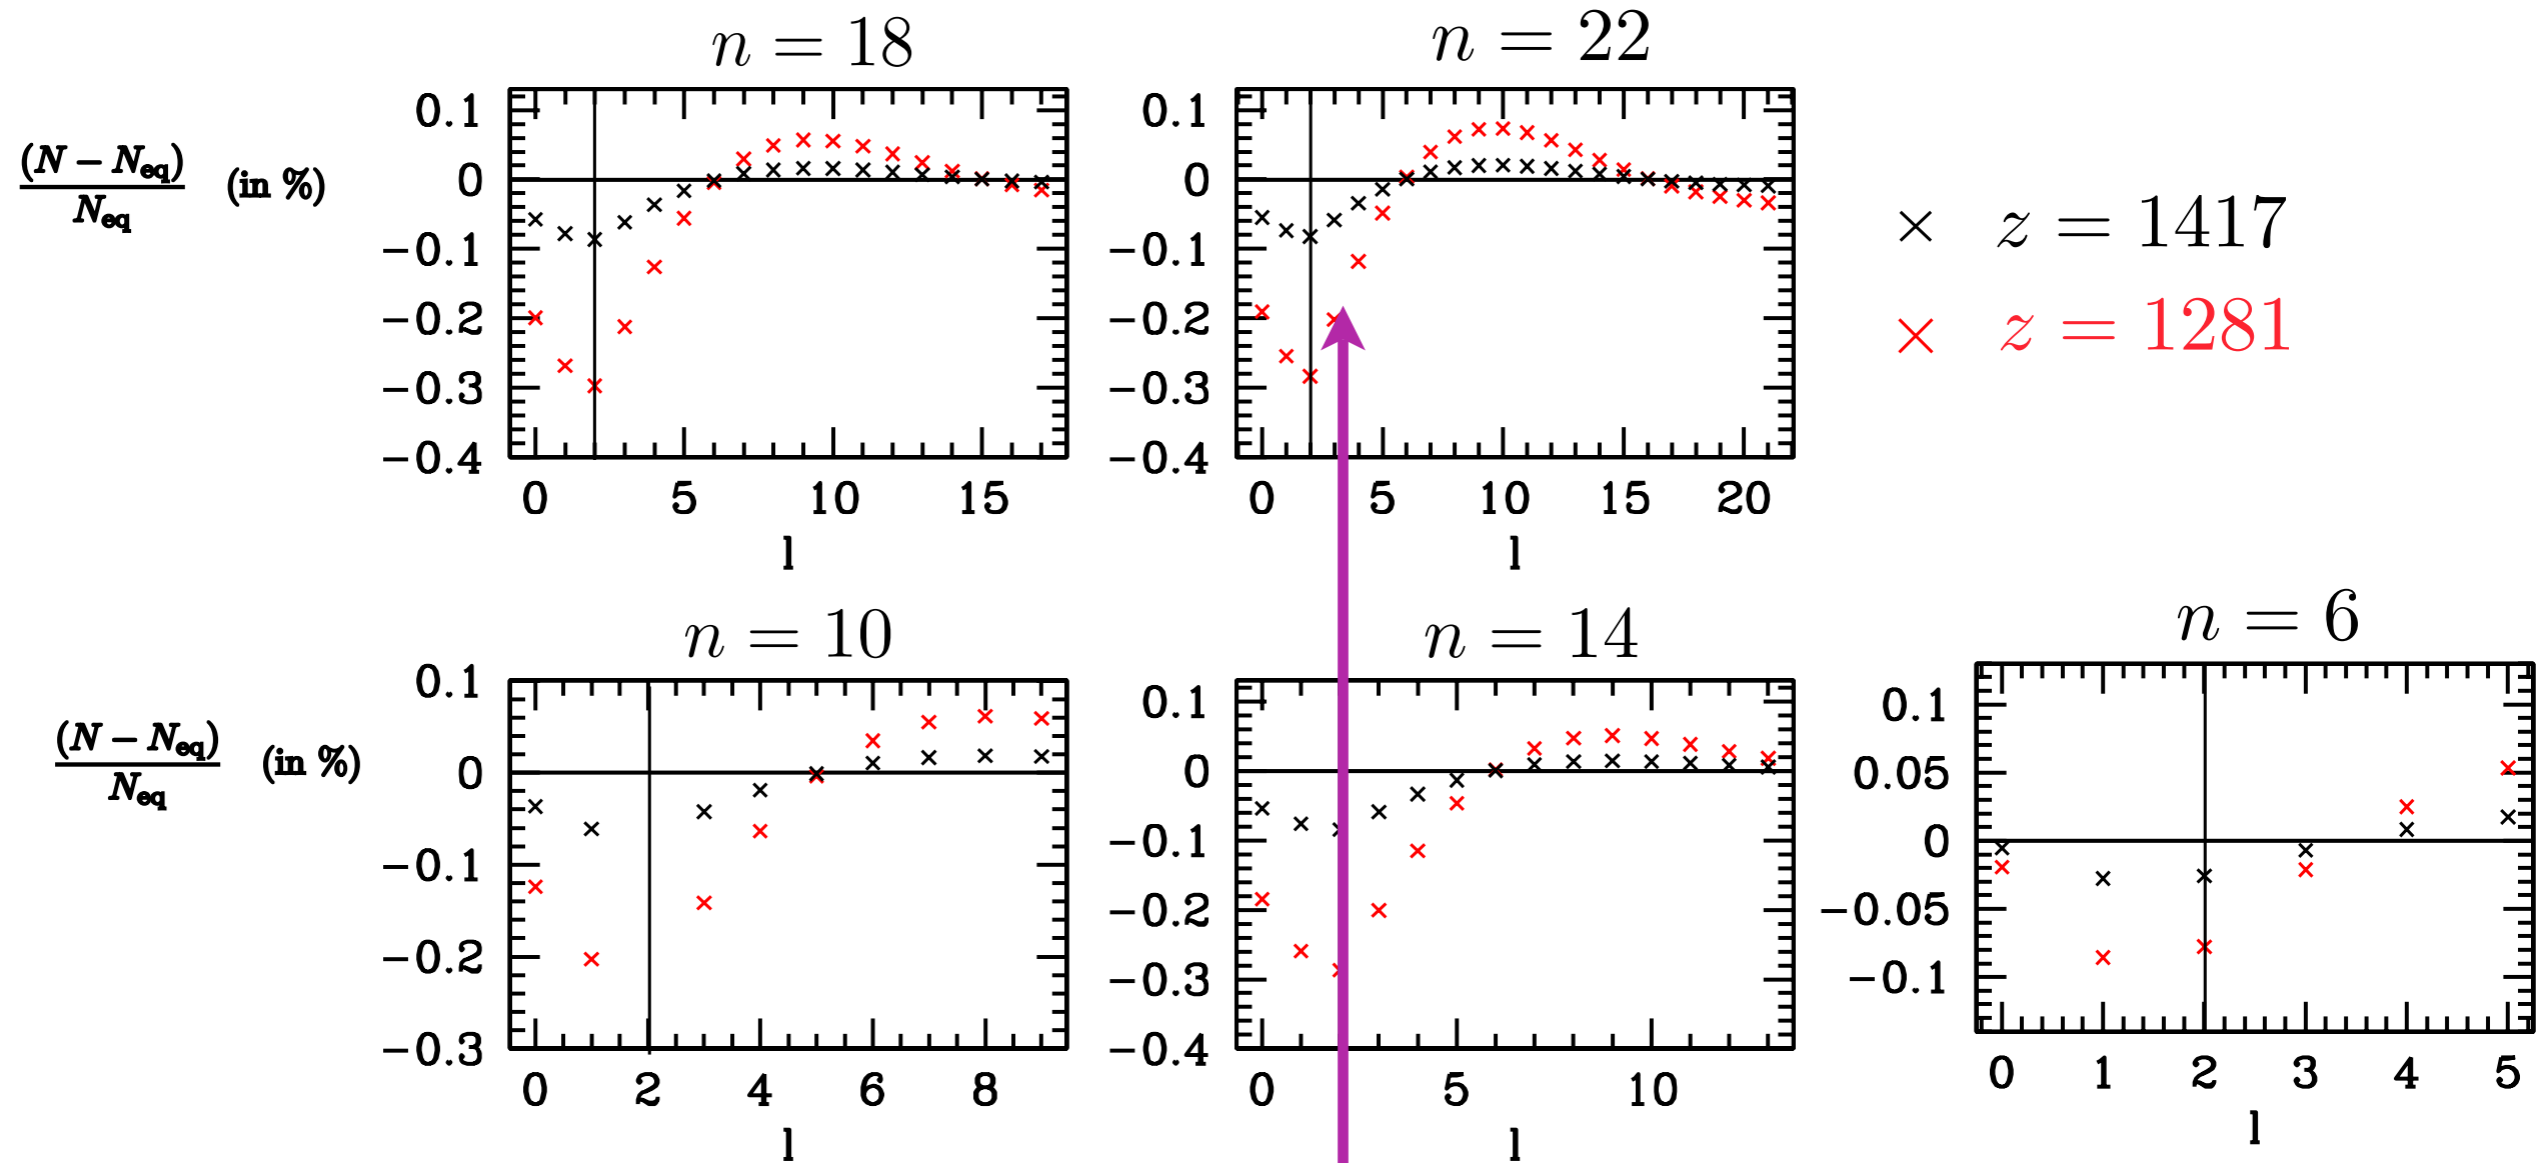 n = 18
n = 22
(N − N_eq) / N_eq (in %)
0.1
0
−0.1
−0.2
−0.3
−0.4
0 5 10 15
l
0.1
0
−0.1
−0.2
−0.3
−0.4
0 5 10 15 20
l
× z = 1417
× z = 1281
n = 10
n = 14
n = 6
(N − N_eq) / N_eq (in %)
0.1
0
−0.1
−0.2
−0.3
0 2 4 6 8
l
0.1
0
−0.1
−0.2
−0.3
−0.4
0 5 10
l
0.1
0.05
0
−0.05
−0.1
0 1 2 3 4 5
l